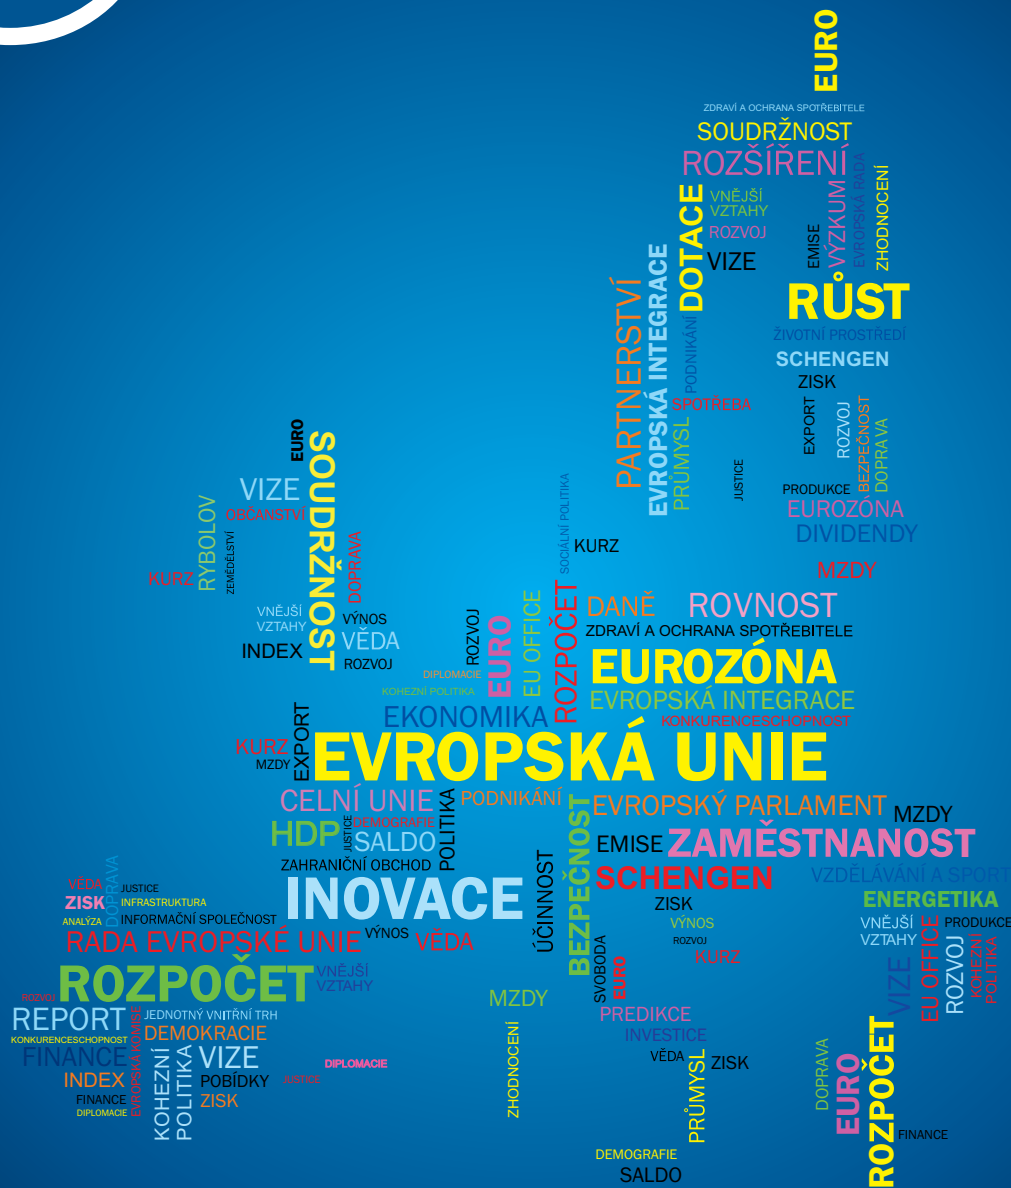 EURO
ZDRAVÍ A OCHRANA SPOTŘEBITELE
SOUDRŽNOST
ROZŠÍŘENÍ
DOTACE
VNĚJŠÍ
VZTAHY
ROZVOJ
VIZE
EMISE
VÝZKUM
EVROPSKÁ RADA
ZHODNOCENÍ
PARTNERSTVÍ
EVROPSKÁ INTEGRACE
RŮST
PODNIKÁNÍ
ŽIVOTNÍ PROSTŘEDÍ
SCHENGEN
ZISK
SPOTŘEBA
PRŮMYSL
EXPORT
ROZVOJ
BEZPEČNOST
DOPRAVA
JUSTICE
PRODUKCE
EUROZÓNA
DIVIDENDY
MZDY
EURO
SOUDRŽNOST
VIZE
OBČANSTVÍ
RYBOLOV
ZEMĚDĚLSTVÍ
KURZ
DOPRAVA
VNĚJŠÍ
VZTAHY
VÝNOS
VĚDA
INDEX
ROZVOJ
SOCIÁLNÍ POLITIKA
KURZ
ROZPOČET
DANĚ
ROVNOST
ZDRAVÍ A OCHRANA SPOTŘEBITELE
ROZVOJ
EURO
EU OFFICE
DIPLOMACIE
KOHEZNÍ POLITIKA
EUROZÓNA
EVROPSKÁ INTEGRACE
EKONOMIKA
KONKURENCESCHOPNOST
EXPORT
KURZ
MZDY
EVROPSKÁ UNIE
CELNÍ UNIE
POLITIKA
PODNIKÁNÍ
BEZPEČNOST
EVROPSKÝ PARLAMENT
MZDY
HDP
JUSTICE
DEMOGRAFIE
SALDO
EMISE
ZAMĚSTNANOST
ZAHRANIČNÍ OBCHOD
ÚČINNOST
SCHENGEN
VZDĚLÁVÁNÍ A SPORT
INOVACE
VĚDA
DOPRAVA
JUSTICE
ZISK
INFRASTRUKTURA
ANALÝZA
INFORMAČNÍ SPOLEČNOST
ZISK
ENERGETIKA
VÝNOS
VNĚJŠÍ
VZTAHY
EU OFFICE
PRODUKCE
RADA EVROPSKÉ UNIE
VÝNOS
VĚDA
ROZVOJ
KURZ
SVOBODA
EURO
VIZE
ROZVOJ
KOHEZNÍ
POLITIKA
ROZVOJ
ROZPOČET
VNĚJŠÍ
VZTAHY
MZDY
REPORT
EVROPSKÁ KOMISE
JEDNOTNÝ VNITŘNÍ TRH
PREDIKCE
KONKURENCESCHOPNOST
DEMOKRACIE
INVESTICE
FINANCE
KOHEZNÍ
POLITIKA
VIZE
DIPLOMACIE
ZHODNOCENÍ
VĚDA
PRŮMYSL
ZISK
DOPRAVA
EURO
ROZPOČET
INDEX
POBÍDKY
JUSTICE
FINANCE
ZISK
DIPLOMACIE
FINANCE
DEMOGRAFIE
SALDO